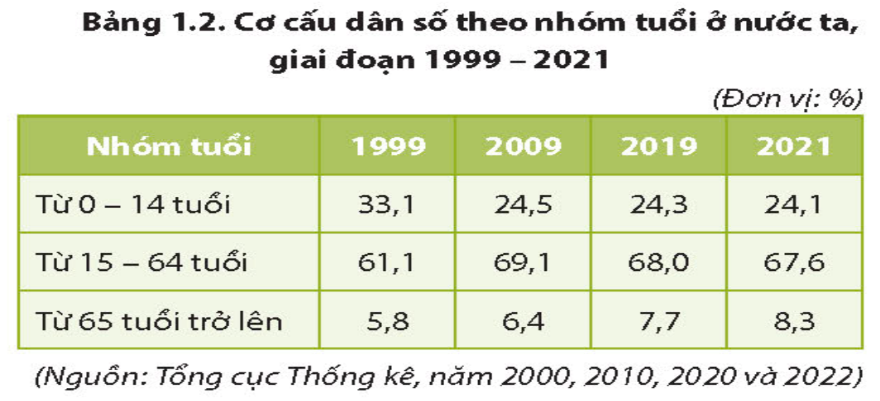 Bảng 1.2. Cơ cấu dân số theo nhóm tuổi ở nước ta,
giai đoạn 1999 – 2021
(Đơn vị: %)
Nhóm tuổi 1999 2009 2019 2021
Từ 0 – 14 tuổi 33,1 24,5 24,3 24,1
Từ 15 – 64 tuổi 61,1 69,1 68,0 67,6
Từ 65 tuổi trở lên 5,8 6,4 7,7 8,3
(Nguồn: Tổng cục Thống kê, năm 2000, 2010, 2020 và 2022)